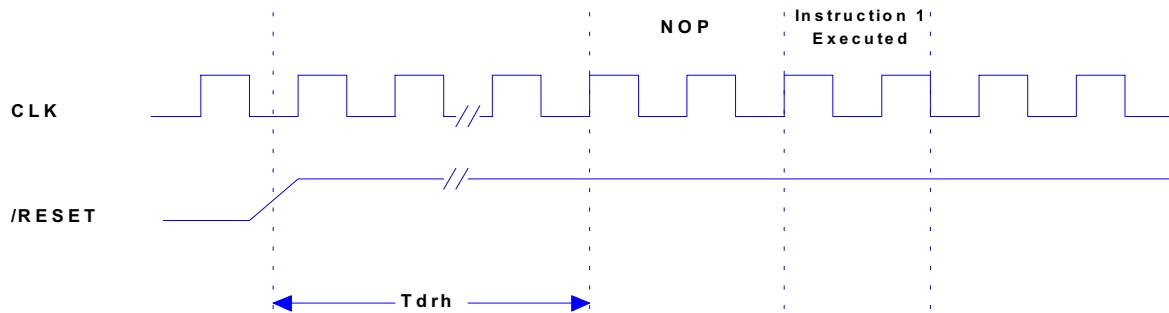 NOP
Instruction 1
Executed
CLK
/RESET
Tdrh